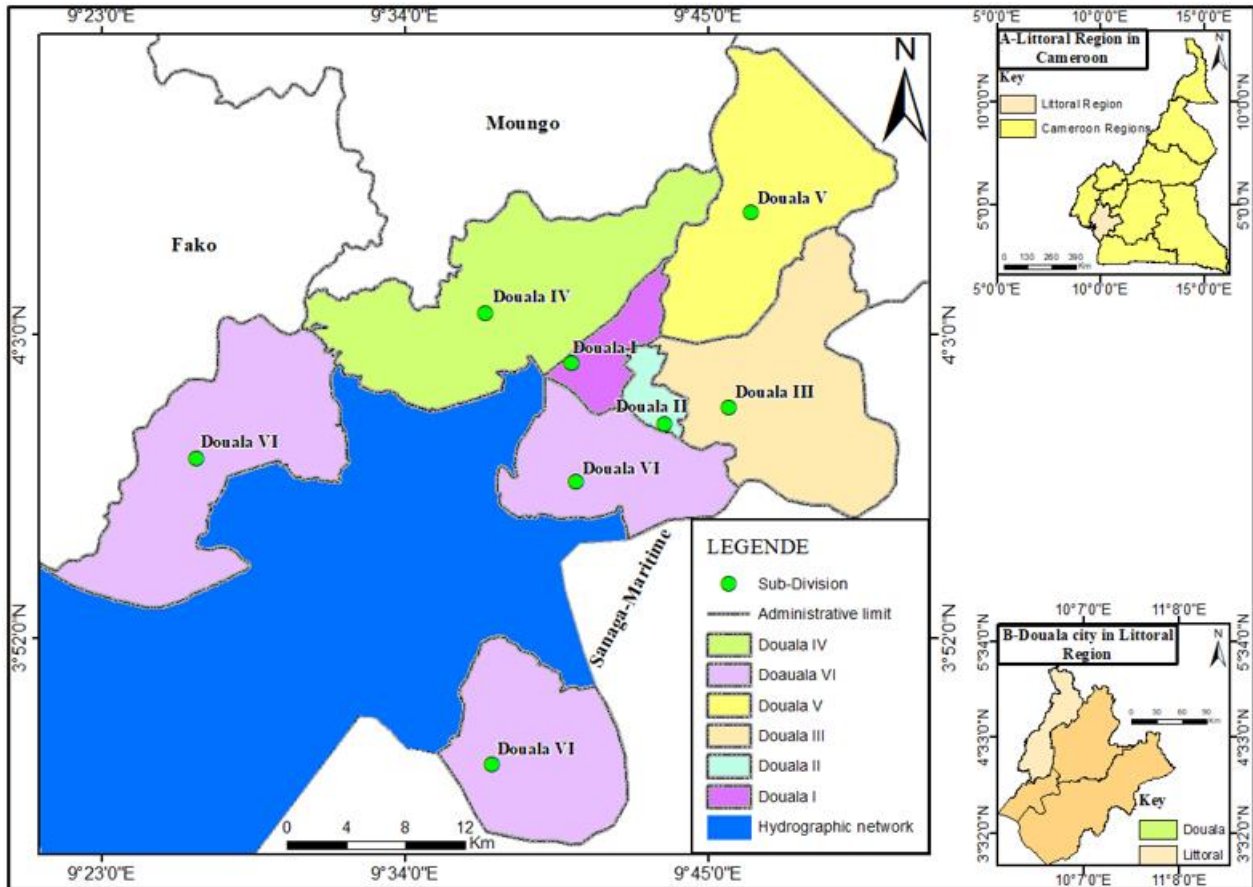 9°23'0"E
9°34'0"E
9°45'0"E
N
Moungo
Fako
Douala V
Douala IV
Douala I
Douala II
Douala III
Douala VI
Douala VI
Douala VI
Sanaga-Maritime
4°3'0"N
3°52'0"N
4°3'0"N
3°52'0"N
LEGENDE
Sub-Division
Administrative limit
Douala IV
Doauala VI
Douala V
Douala III
Douala II
Douala I
Hydrographic network
0 4 8 12
Km
9°23'0"E
9°34'0"E
9°45'0"E
5°0'0"E
10°0'0"E
15°0'0"E
A-Littoral Region in
Cameroon
N
Key
Littoral Region
Cameroon Regions
10°0'0"N
5°0'0"N
10°0'0"N
5°0'0"N
0 130 260 390
Km
5°0'0"E
10°0'0"E
15°0'0"E
10°7'0"E
11°8'0"E
B-Douala city in Littoral
Region
N
0 30 60 90
Km
5°34'0"N
4°33'0"N
3°32'0"N
5°34'0"N
4°33'0"N
3°32'0"N
Key
Douala
Littoral
10°7'0"E
11°8'0"E